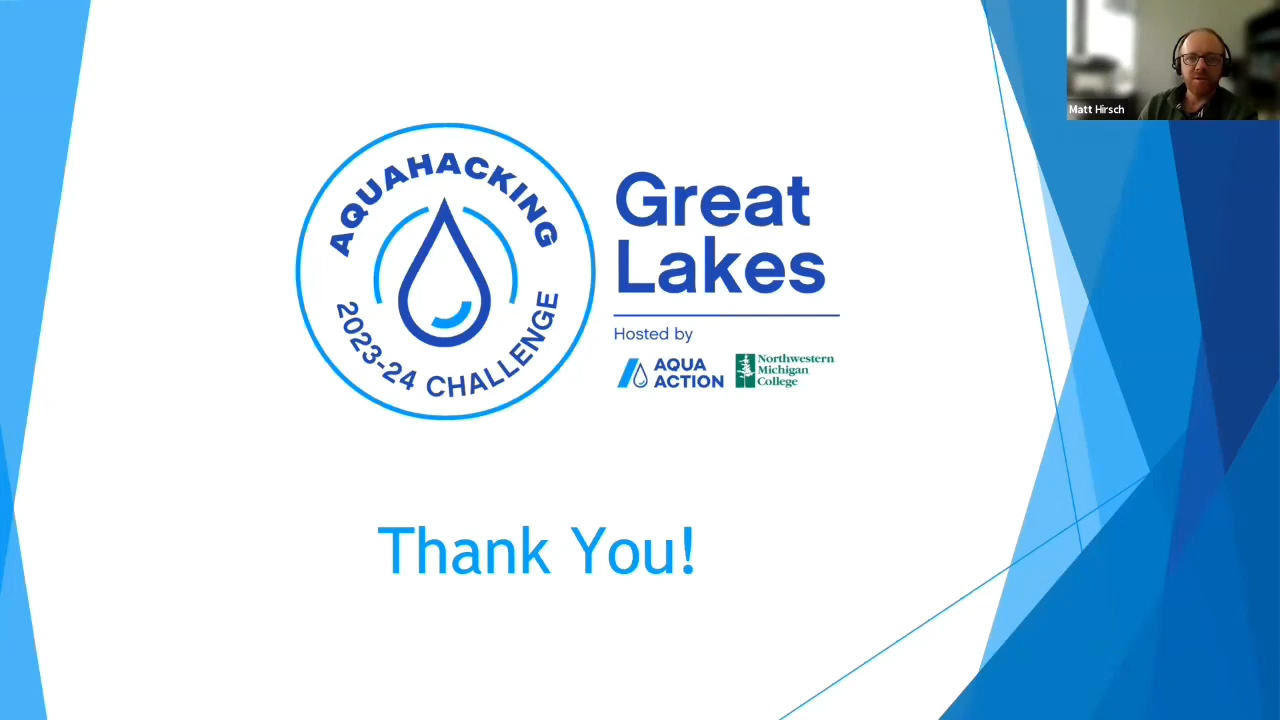 AQUAHACKING
2023-24 CHALLENGE
Great
Lakes
Hosted by
AQUA
ACTION
Northwestern
Michigan
College
Thank You!
Matt Hirsch